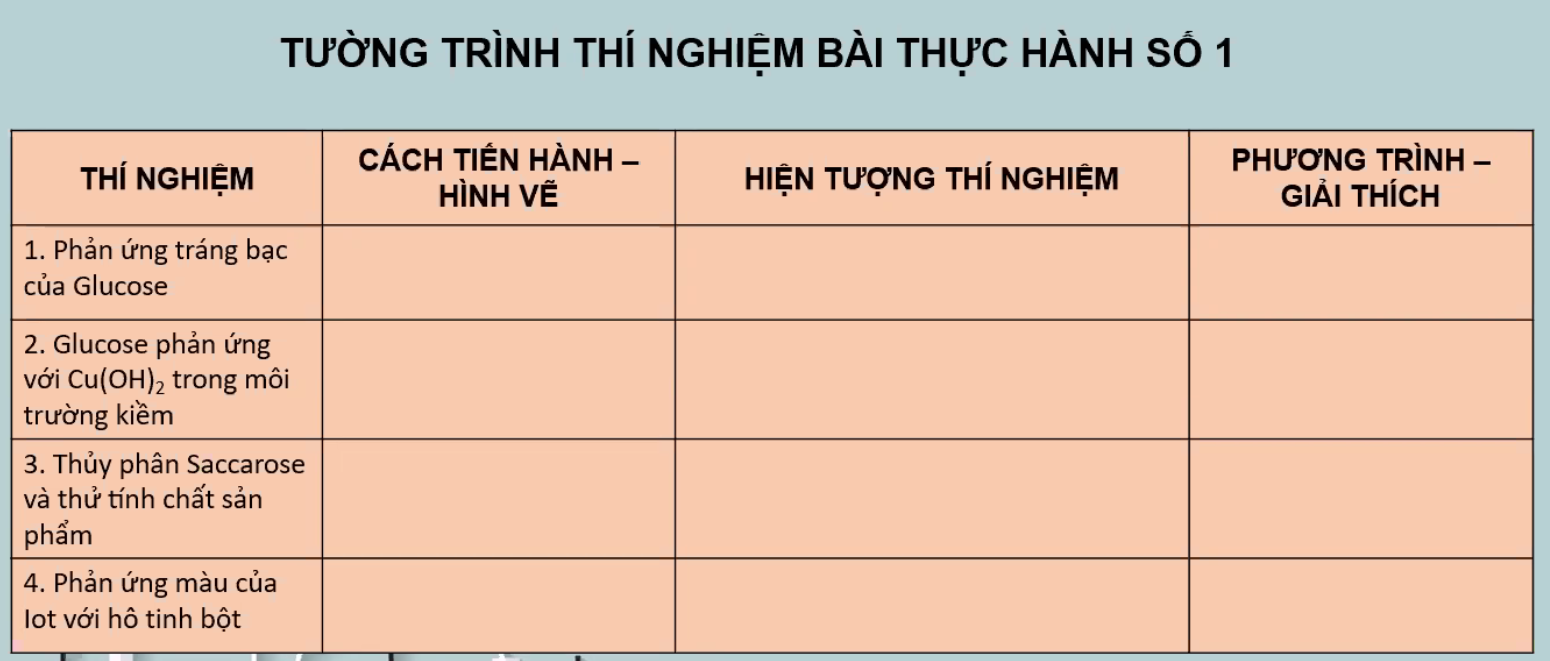 TƯỜNG TRÌNH THÍ NGHIỆM BÀI THỰC HÀNH SỐ 1
THÍ NGHIỆM
CÁCH TIẾN HÀNH –
HÌNH VẼ
HIỆN TƯỢNG THÍ NGHIỆM
PHƯƠNG TRÌNH –
GIẢI THÍCH
1. Phản ứng tráng bạc
của Glucose
2. Glucose phản ứng
với Cu(OH)₂ trong môi
trường kiềm
3. Thủy phân Saccarose
và thử tính chất sản
phẩm
4. Phản ứng màu của
Iot với hồ tinh bột